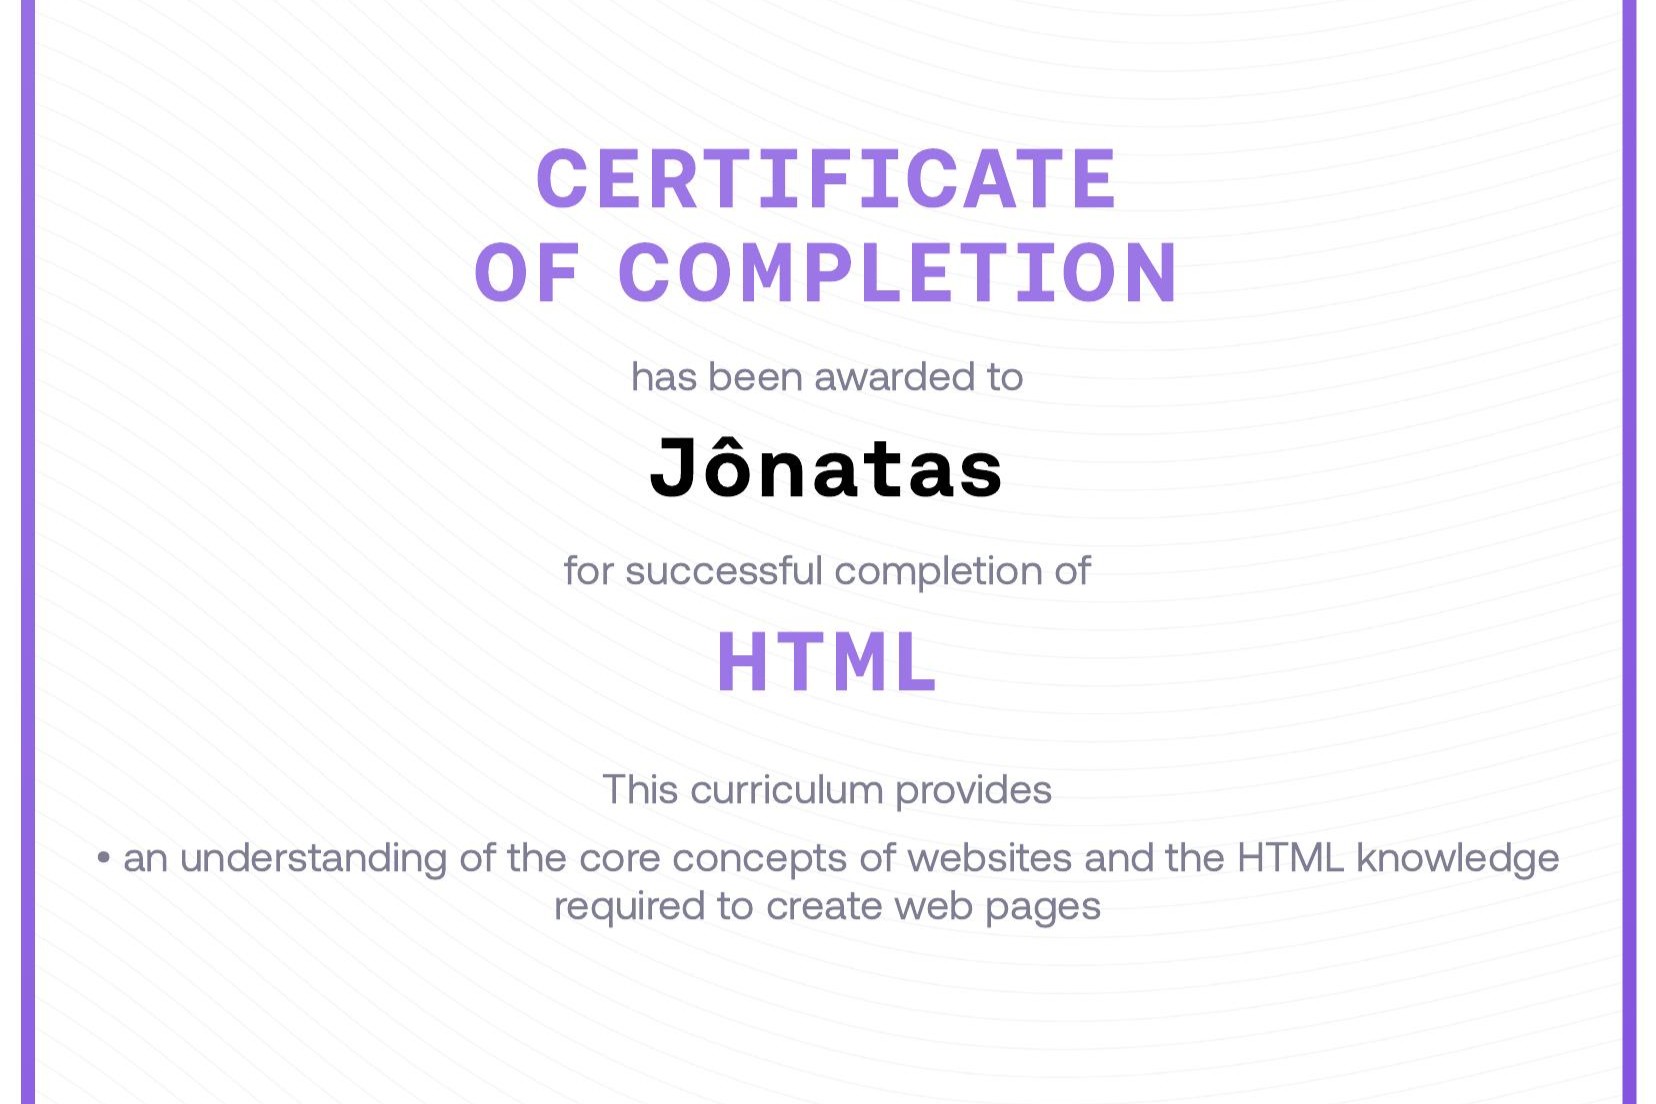 CERTIFICATE
OF COMPLETION
has been awarded to
Jônatas
for successful completion of
HTML
This curriculum provides
• an understanding of the core concepts of websites and the HTML knowledge
required to create web pages